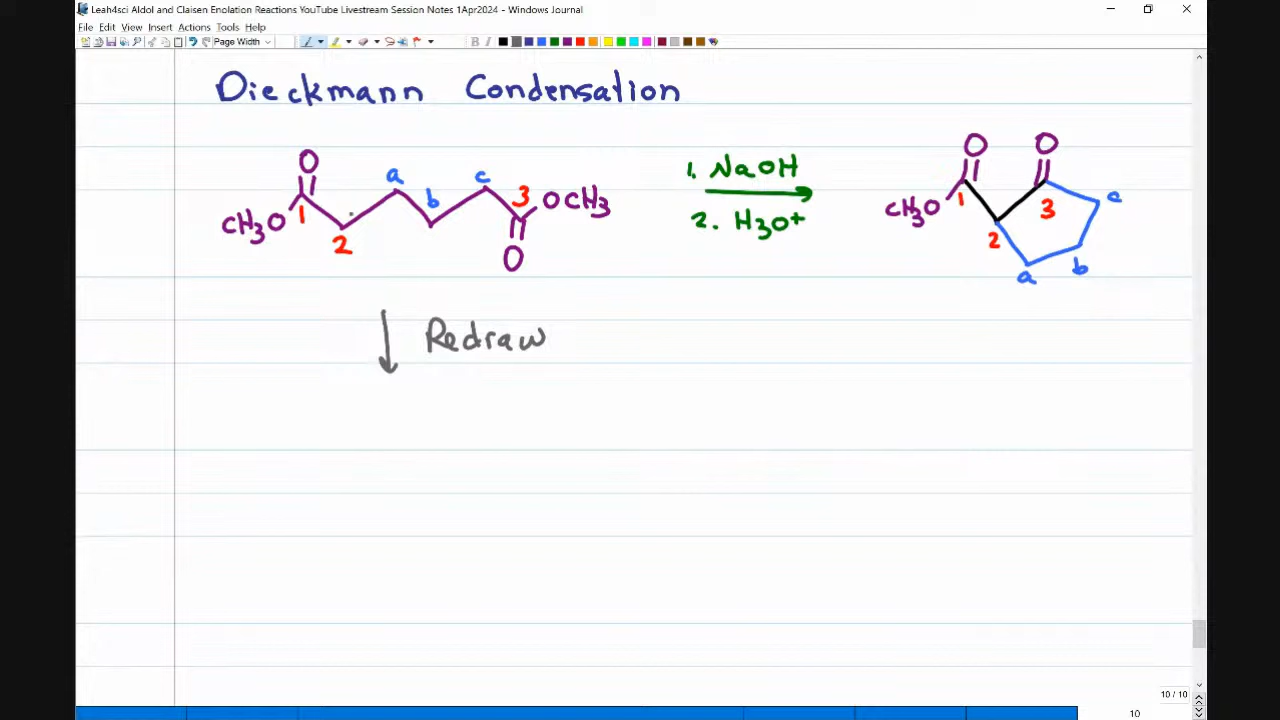 Leah4sci Aldol and Claisen Enolation Reactions YouTube Livestream Session Notes 1Apr2024 - Windows Journal
File Edit View Insert Actions Tools Help
Page Width B I
Dieckmann Condensation
O O O
a c 1. NaOH
b 3 OCH3 c
CH3O 1 CH3O 1 3
2 2. H3O+ 2
O a b
Redraw
10 / 10
10